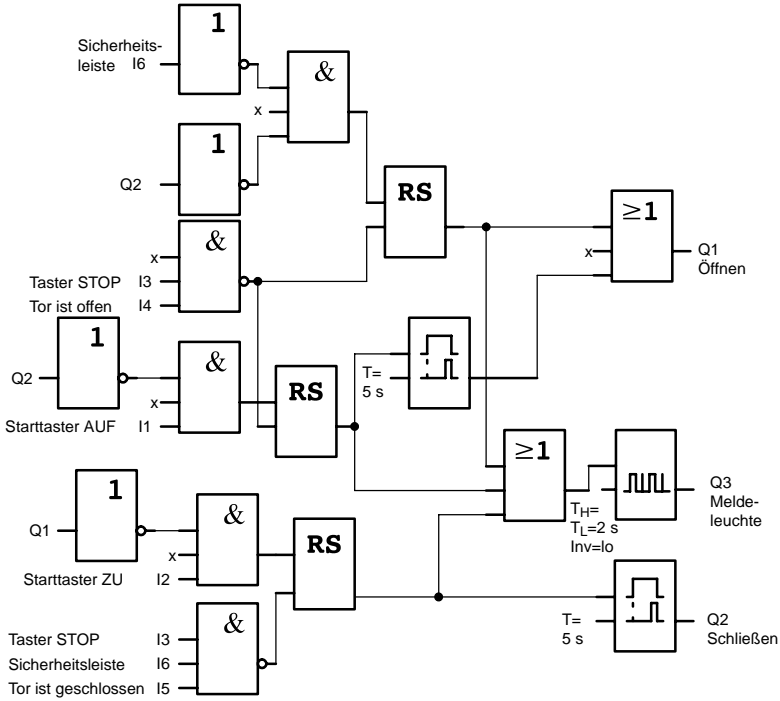 1
Sicherheits-
leiste I6
&
x
1
Q2
RS
&
x
Taster STOP I3
Tor ist offen I4
≥1
x
Q1
Öffnen
1
Q2
&
x
Starttaster AUF I1
RS
T=
5 s
≥1
Q3
Melde-
leuchte
TH=
TL=2 s
Inv=lo
1
Q1
&
x
Starttaster ZU I2
RS
&
Taster STOP I3
Sicherheitsleiste I6
Tor ist geschlossen I5
T=
5 s
Q2
Schließen